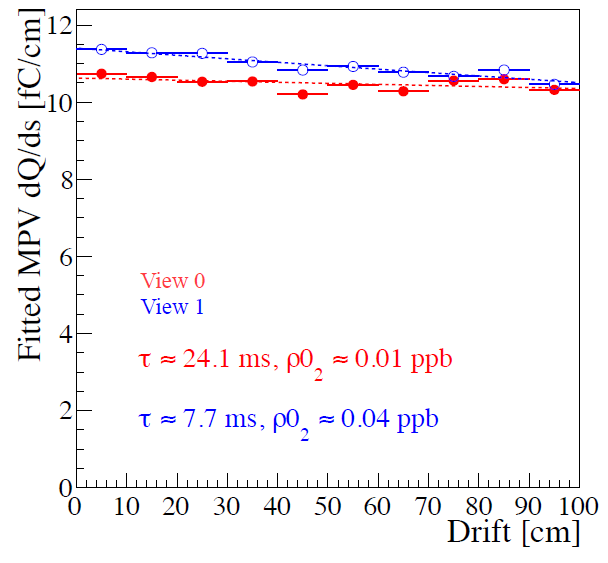 Fitted MPV dQ/ds [fC/cm]
12
10
8
6
4
2
0
View 0
View 1
τ ≈ 24.1 ms, ρ0₂ ≈ 0.01 ppb
τ ≈ 7.7 ms, ρ0₂ ≈ 0.04 ppb
0 10 20 30 40 50 60 70 80 90 100
Drift [cm]